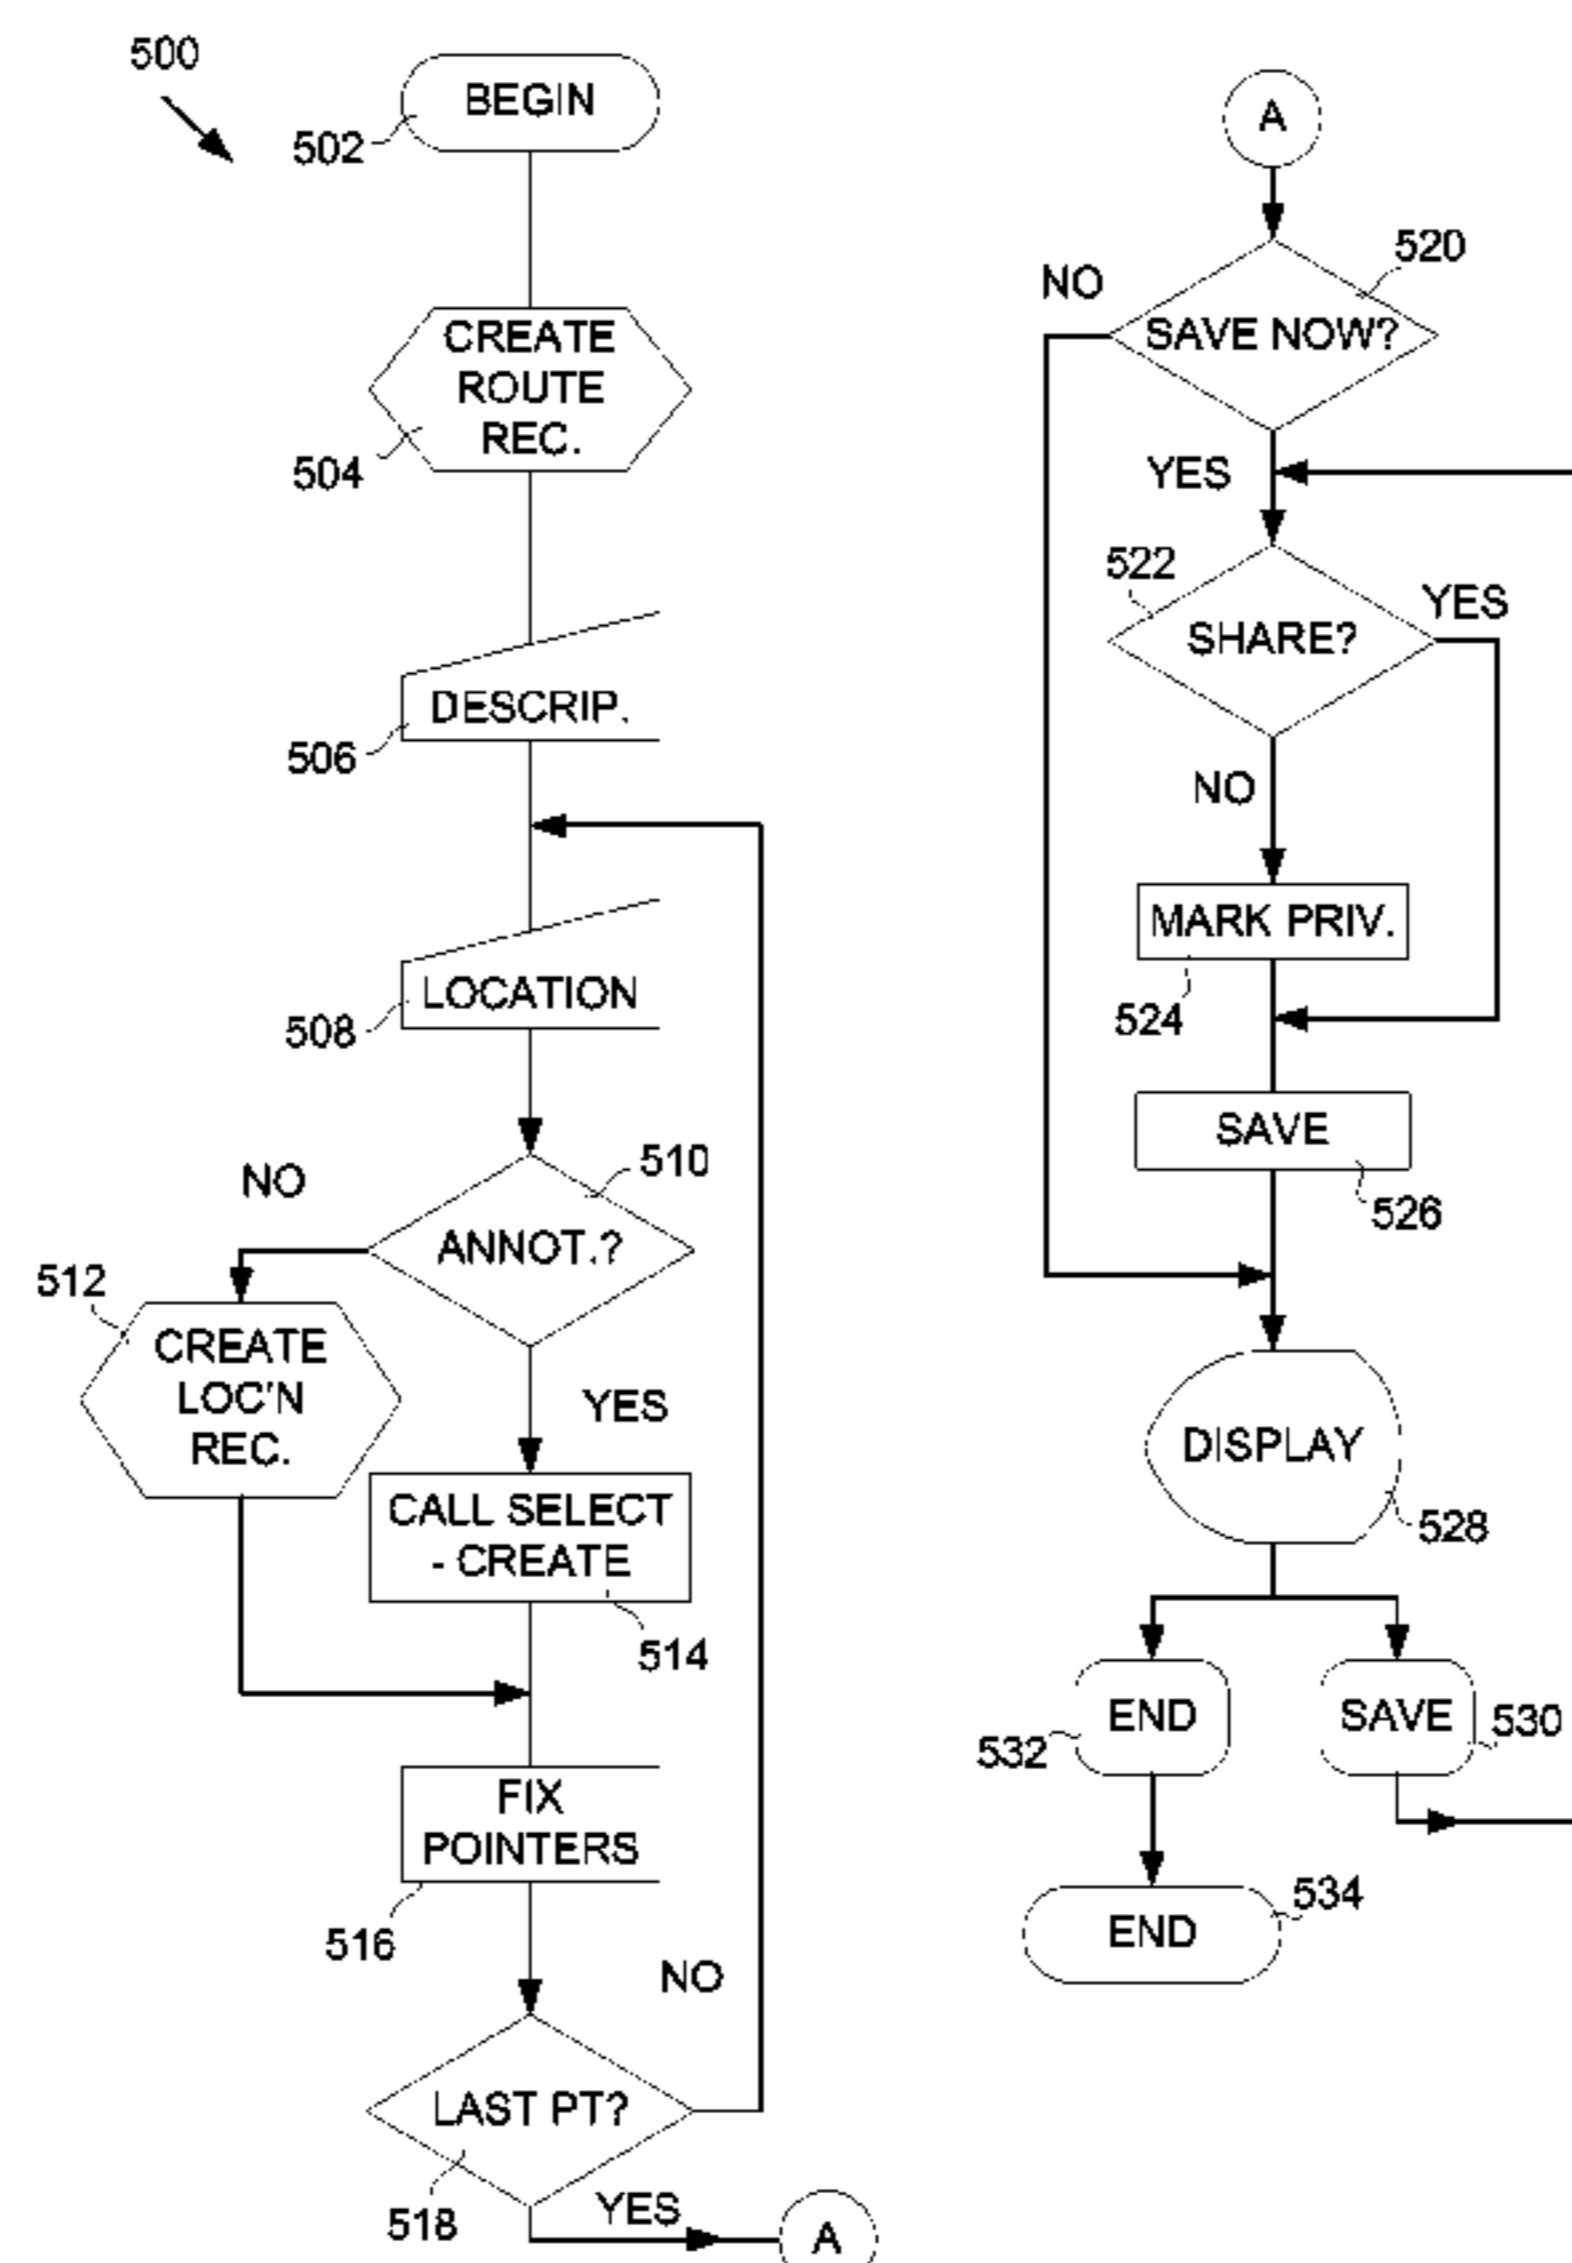 500
BEGIN
502
CREATE
ROUTE
REC.
504
DESCRIP.
506
LOCATION
508
510
NO
ANNOT.?
512
CREATE
LOC'N
REC.
YES
CALL SELECT
- CREATE
514
FIX
POINTERS
516
NO
LAST PT?
518
YES
A
A
520
NO
SAVE NOW?
YES
522
YES
SHARE?
NO
MARK PRIV.
524
SAVE
526
DISPLAY
528
END
SAVE
532
530
534
END